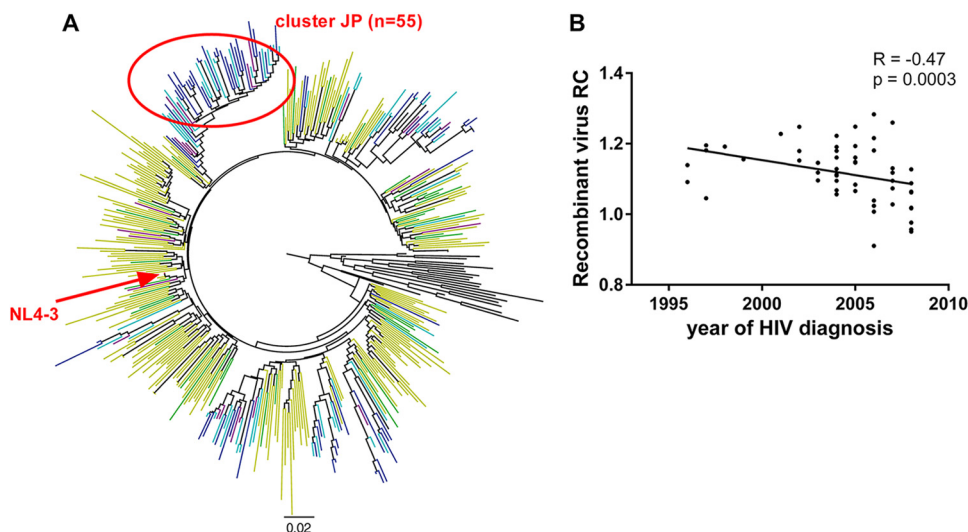 A
cluster JP (n=55)
NL4-3
0.02
B
R = -0.47
p = 0.0003
Recombinant virus RC
1.4
1.2
1.0
0.8
1995
2001
2005
2010
year of HIV diagnosis